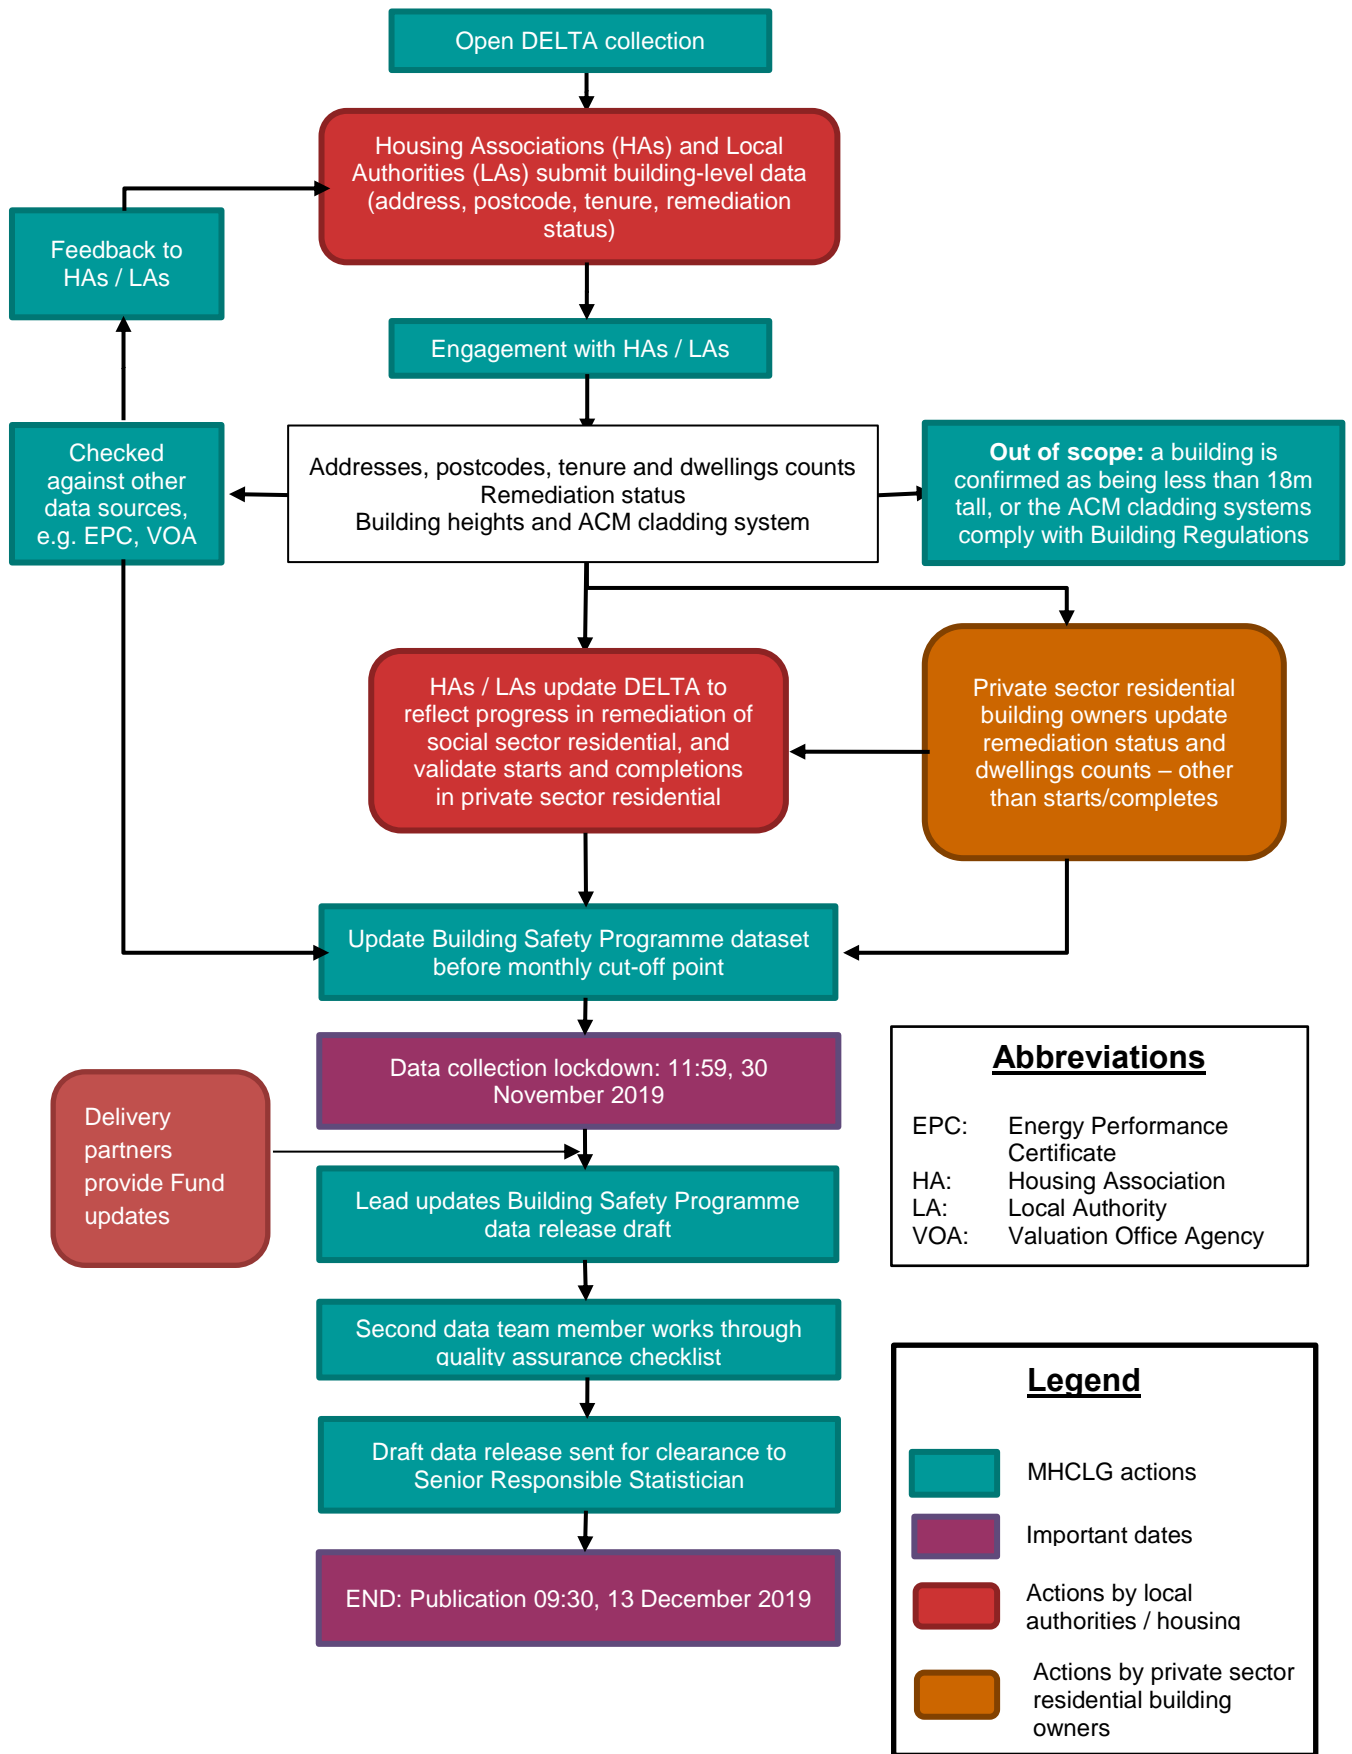 Open DELTA collection
Housing Associations (HAs) and Local
Authorities (LAs) submit building-level data
(address, postcode, tenure, remediation
status)
Feedback to
HAs / LAs
Engagement with HAs / LAs
Checked
against other
data sources,
e.g. EPC, VOA
Addresses, postcodes, tenure and dwellings counts
Remediation status
Building heights and ACM cladding system
Out of scope: a building is
confirmed as being less than 18m
tall, or the ACM cladding systems
comply with Building Regulations
HAs / LAs update DELTA to
reflect progress in remediation of
social sector residential, and
validate starts and completions
in private sector residential
Private sector residential
building owners update
remediation status and
dwellings counts – other
than starts/completes
Update Building Safety Programme dataset
before monthly cut-off point
Data collection lockdown: 11:59, 30
November 2019
Delivery
partners
provide Fund
updates
Lead updates Building Safety Programme
data release draft
Second data team member works through
quality assurance checklist
Draft data release sent for clearance to
Senior Responsible Statistician
END: Publication 09:30, 13 December 2019
Abbreviations
EPC: Energy Performance
Certificate
HA: Housing Association
LA: Local Authority
VOA: Valuation Office Agency
Legend
MHCLG actions
Important dates
Actions by local
authorities / housing
Actions by private sector
residential building
owners